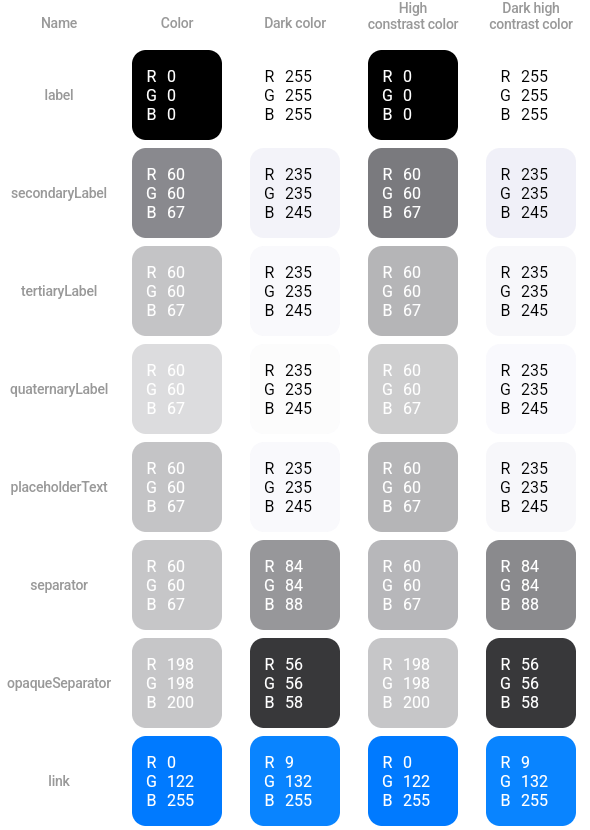 Name Color Dark color High constrast color Dark high contrast color
label
R 0 R 255 R 0 R 255
G 0 G 255 G 0 G 255
B 0 B 255 B 0 B 255
secondaryLabel
R 60 R 235 R 60 R 235
G 60 G 235 G 60 G 235
B 67 B 245 B 67 B 245
tertiaryLabel
R 60 R 235 R 60 R 235
G 60 G 235 G 60 G 235
B 67 B 245 B 67 B 245
quaternaryLabel
R 60 R 235 R 60 R 235
G 60 G 235 G 60 G 235
B 67 B 245 B 67 B 245
placeholderText
R 60 R 235 R 60 R 235
G 60 G 235 G 60 G 235
B 67 B 245 B 67 B 245
separator
R 60 R 84 R 60 R 84
G 60 G 84 G 60 G 84
B 67 B 88 B 67 B 88
opaqueSeparator
R 198 R 56 R 198 R 56
G 198 G 56 G 198 G 56
B 200 B 58 B 200 B 58
link
R 0 R 9 R 0 R 9
G 122 G 132 G 122 G 132
B 255 B 255 B 255 B 255